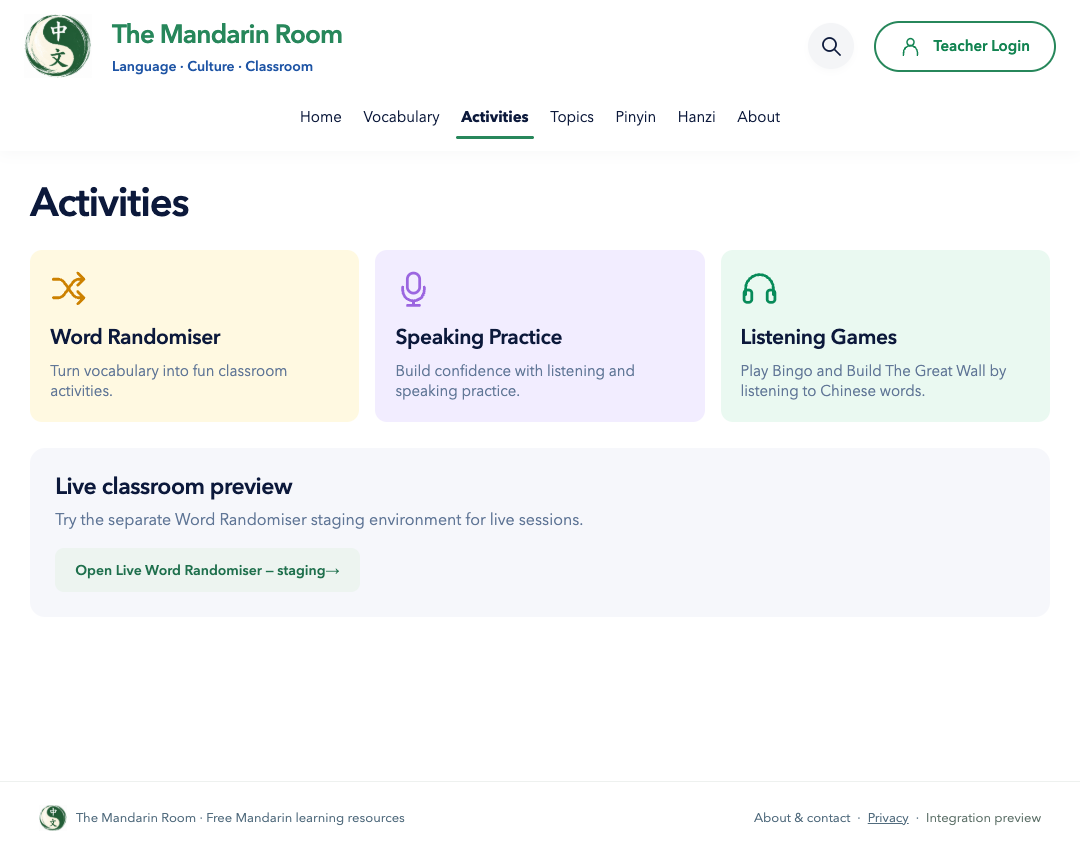 中
文
The Mandarin Room
Language · Culture · Classroom
Teacher Login
Home Vocabulary Activities Topics Pinyin Hanzi About
Activities
Word Randomiser
Turn vocabulary into fun classroom
activities.
Speaking Practice
Build confidence with listening and
speaking practice.
Listening Games
Play Bingo and Build The Great Wall by
listening to Chinese words.
Live classroom preview
Try the separate Word Randomiser staging environment for live sessions.
Open Live Word Randomiser – staging→
中
文
The Mandarin Room · Free Mandarin learning resources
About & contact · Privacy · Integration preview